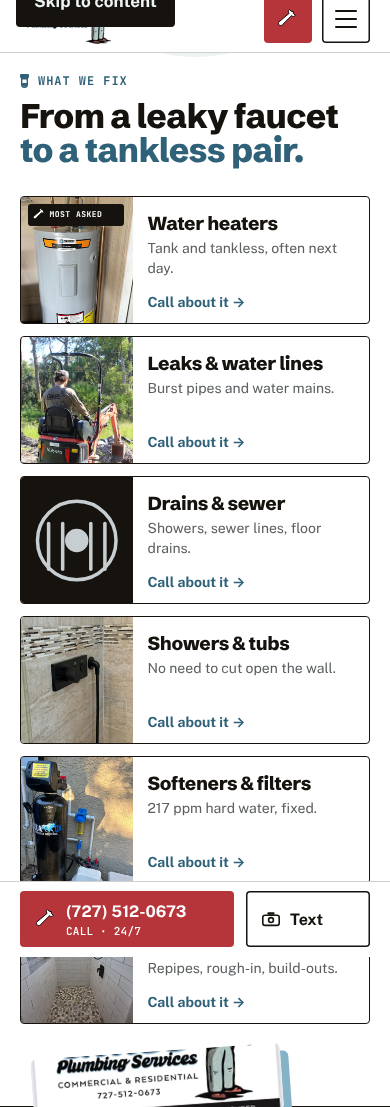 Skip to content
WHAT WE FIX
From a leaky faucet
to a tankless pair.
MOST ASKED
Water heaters
Tank and tankless, often next
day.
Call about it →
Leaks & water lines
Burst pipes and water mains.
Call about it →
Drains & sewer
Showers, sewer lines, floor
drains.
Call about it →
Showers & tubs
No need to cut open the wall.
Call about it →
Softeners & filters
217 ppm hard water, fixed.
Call about it →
(727) 512-0673
CALL · 24/7
Text
Repipes, rough-in, build-outs.
Call about it →
Plumbing Services
COMMERCIAL & RESIDENTIAL
727-512-0673